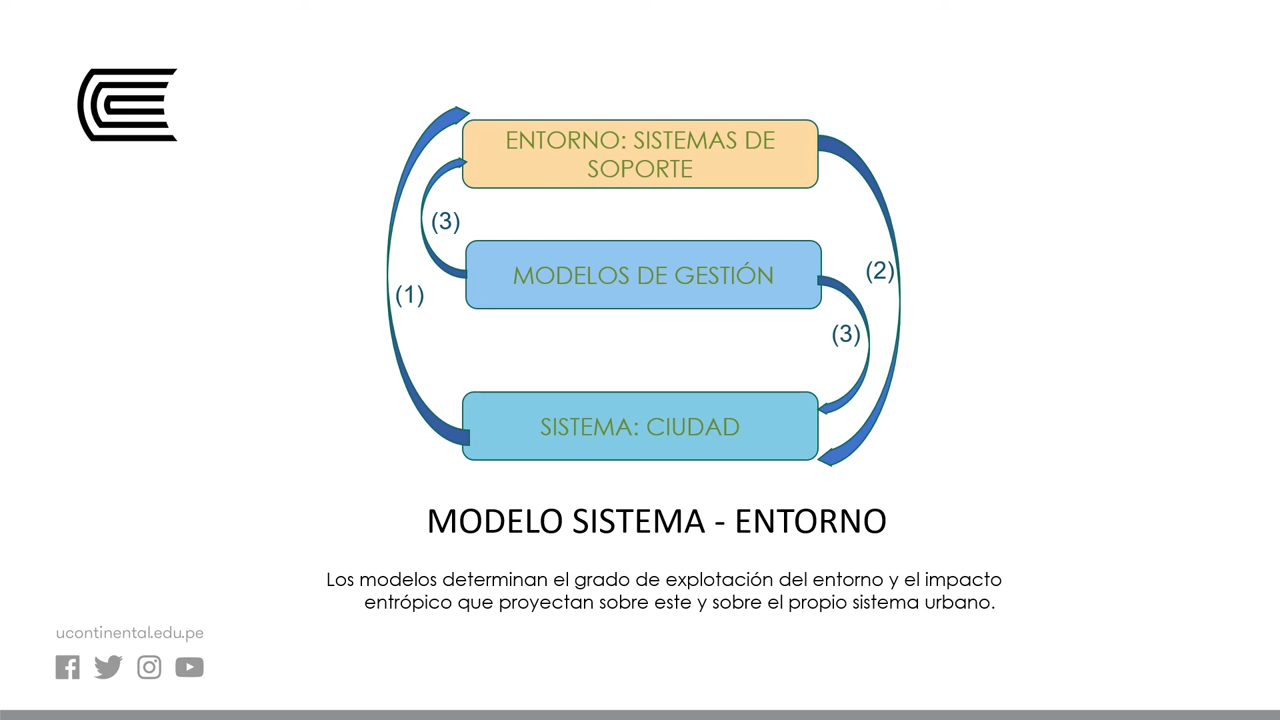 ENTORNO: SISTEMAS DE
SOPORTE
(3)
MODELOS DE GESTIÓN
(2)
(1)
(3)
SISTEMA: CIUDAD
MODELO SISTEMA - ENTORNO
Los modelos determinan el grado de explotación del entorno y el impacto
entrópico que proyectan sobre este y sobre el propio sistema urbano.
ucontinental.edu.pe